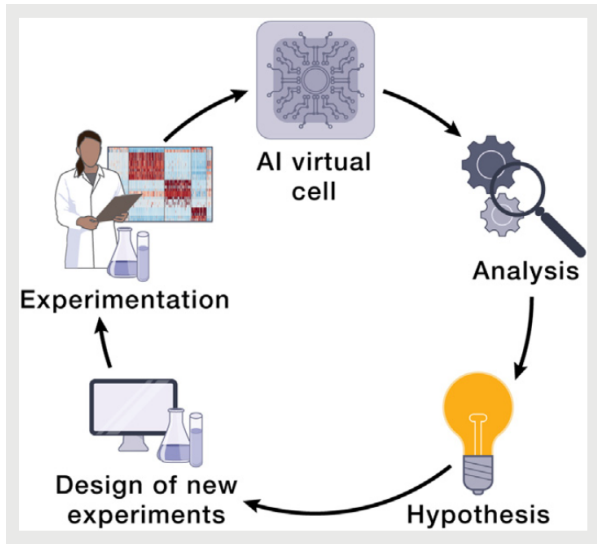 AI virtual
cell
Analysis
Hypothesis
Design of new
experiments
Experimentation